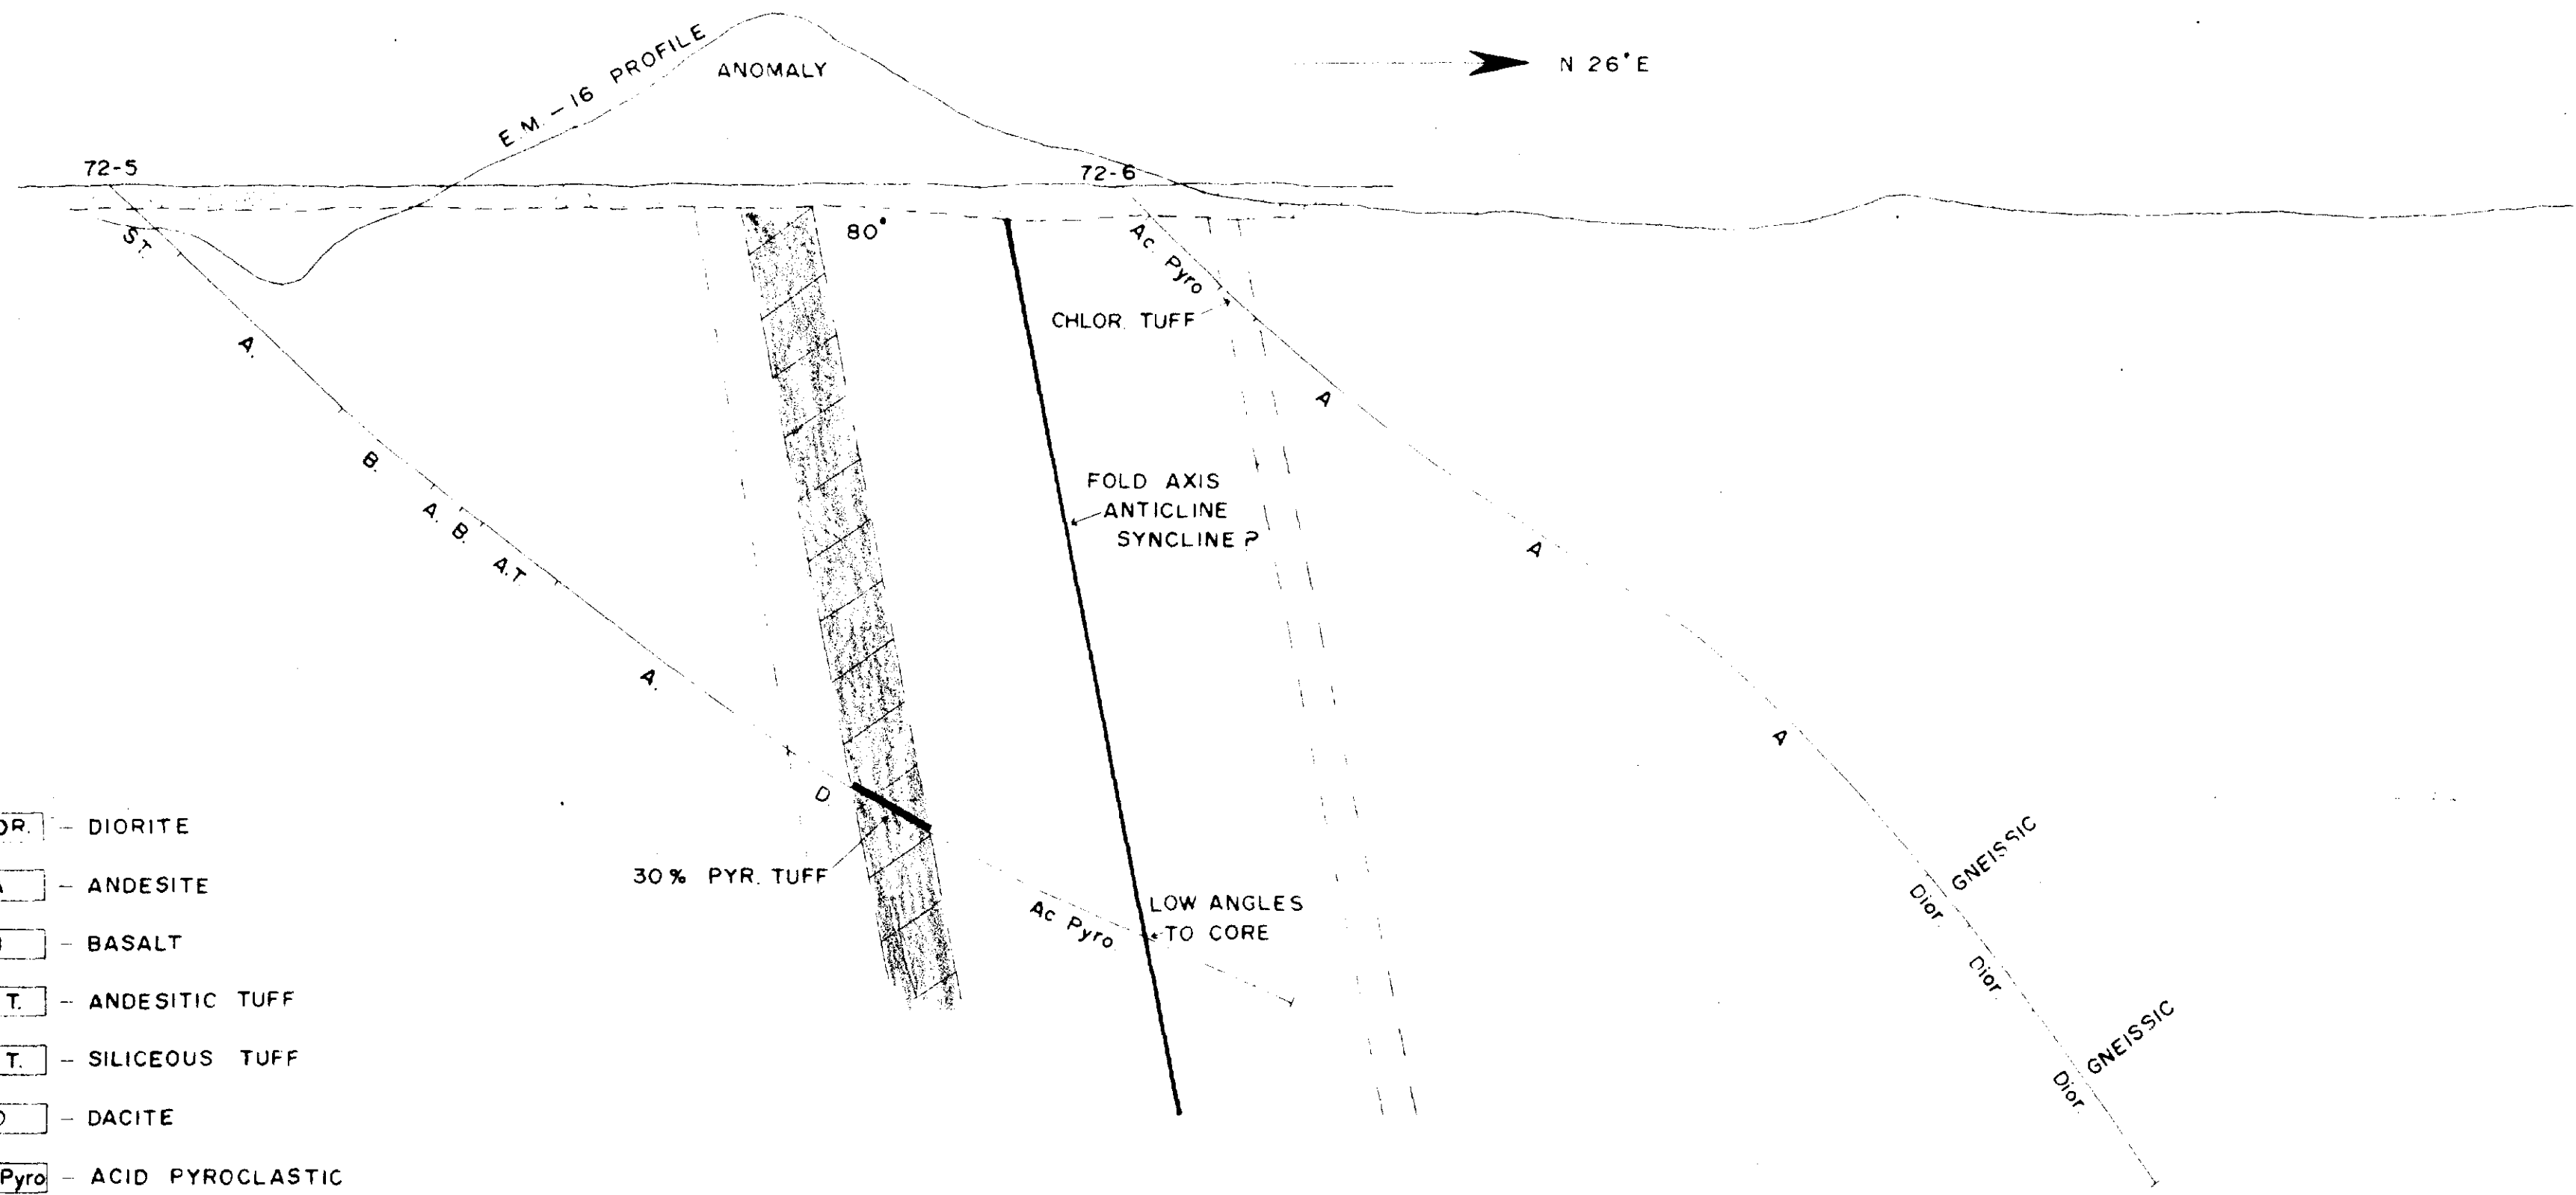 E.M. - 16 PROFILE
ANOMALY
N 26°E
72-5
72-6
80°
S.T.
A.
B.
A.
B.
A.T.
A.
D.
30% PYR. TUFF
Ac Pyro.
LOW ANGLES
TO CORE
FOLD AXIS
ANTICLINE
SYNCLINE ?
Ac. Pyro
CHLOR. TUFF
A
A
A
GNEISSIC
Dior.
Dior.
GNEISSIC
Dior.
OR. - DIORITE
A - ANDESITE
- BASALT
T. - ANDESITIC TUFF
T. - SILICEOUS TUFF
D - DACITE
Pyro - ACID PYROCLASTIC